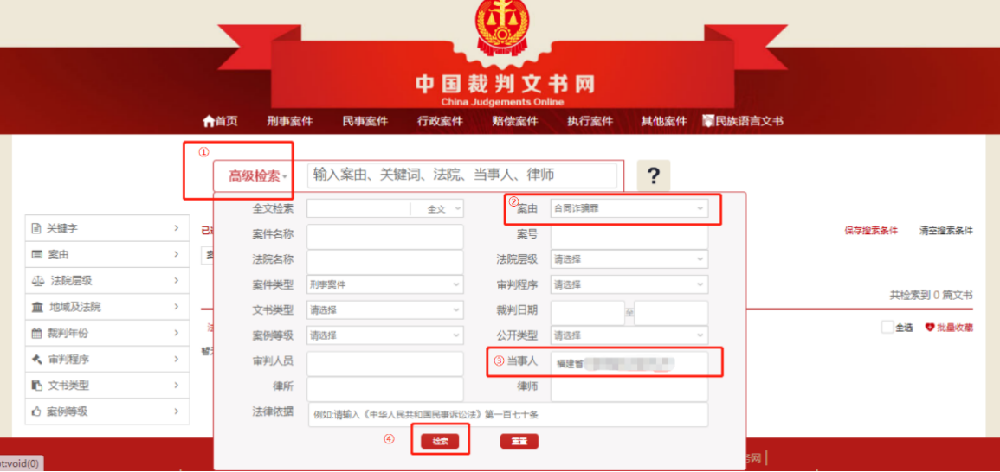 中国裁判文书网
China Judgements Online
首页 刑事案件 民事案件 行政案件 赔偿案件 执行案件 其他案件 民族语言文书
①
高级检索 输入案由、关键词、法院、当事人、律师 ?
全文检索 全文 ② 案由 合同诈骗罪
案件名称 案号
法院名称 法院层级 请选择
案件类型 刑事案件 审判程序 请选择
文书类型 请选择 裁判日期 至
案例等级 请选择 公开类型 请选择
审判人员 ③ 当事人 福建省
律所 律师
法律依据 例如:请输入《中华人民共和国民事诉讼法》第一百七十条
④ 检索 重置
关键字
案由
法院层级
地域及法院
裁判年份
审判程序
文书类型
案例等级
保存搜索条件 清空搜索条件
共检索到 0 篇文书
全选 批量收藏
t:void(0)